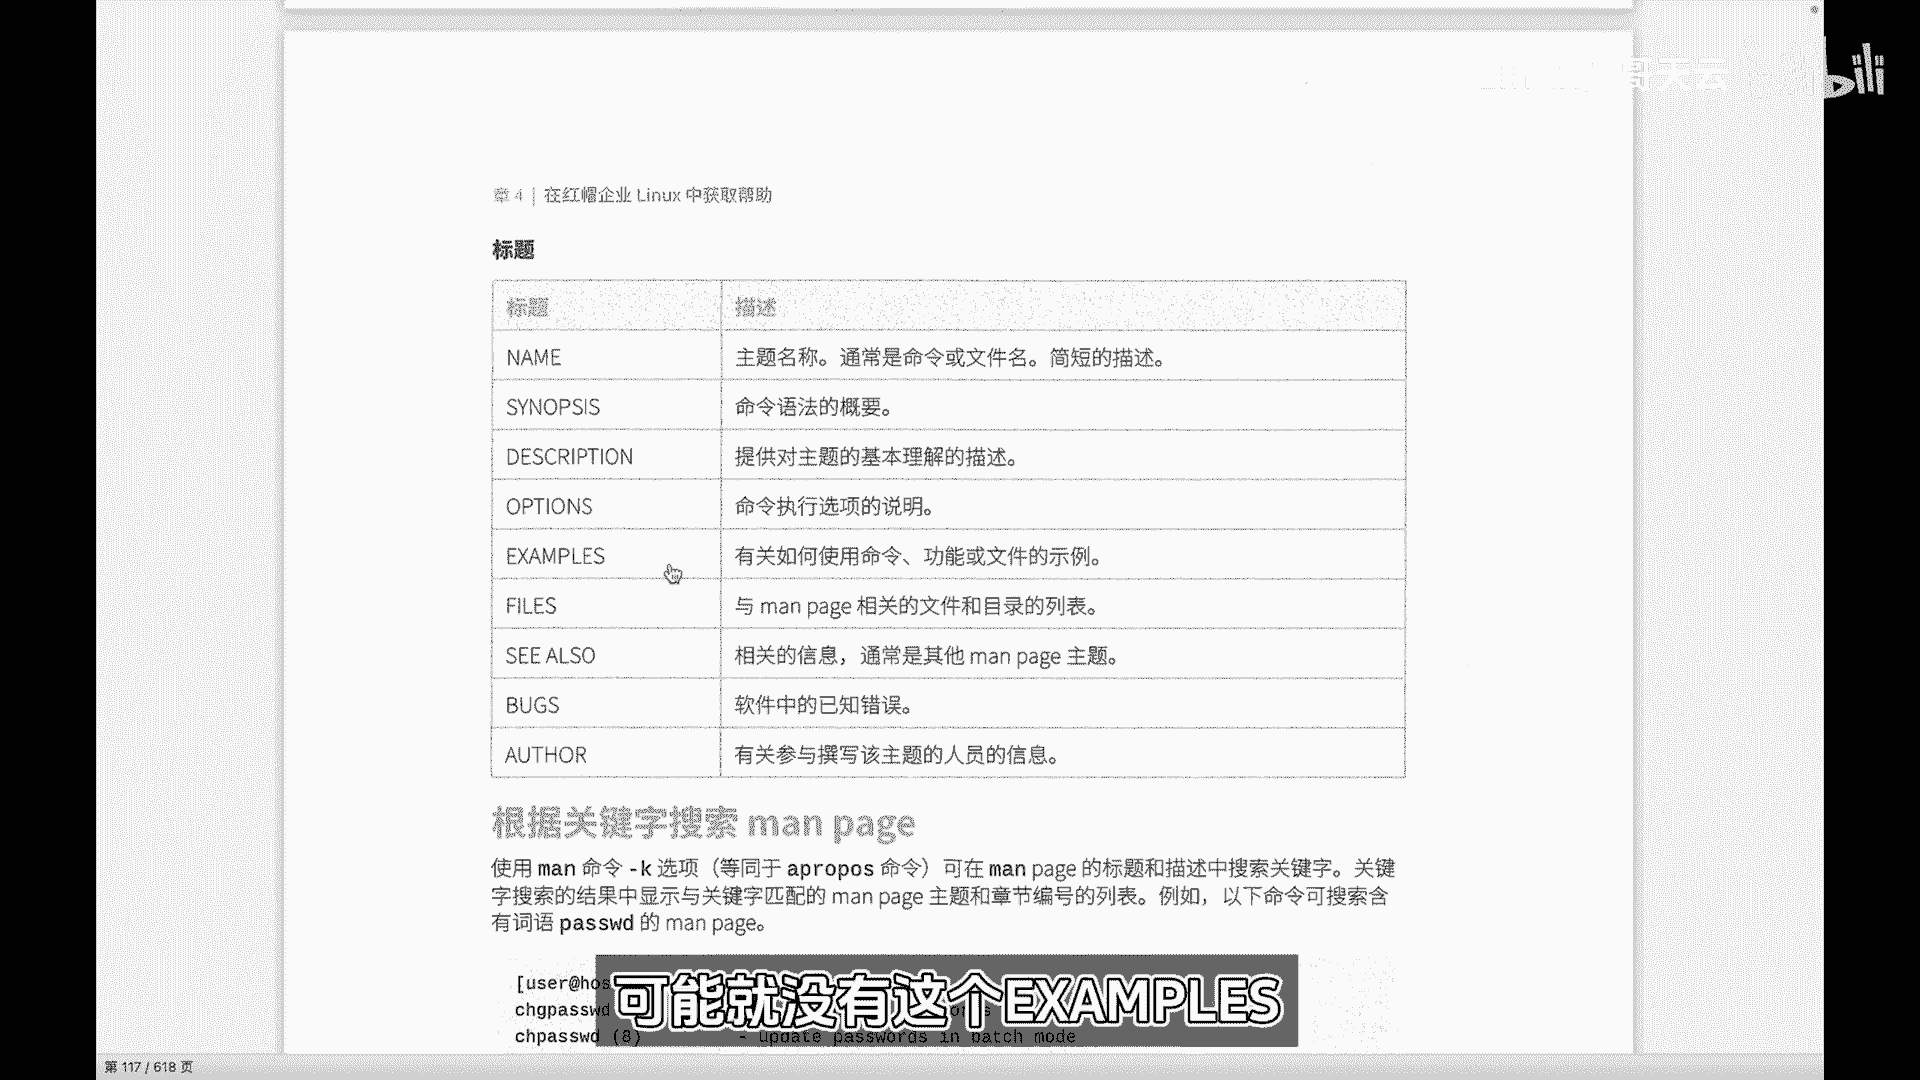 天云 bili
章 4 | 在红帽企业 Linux 中获取帮助
标题
标题 描述
NAME 主题名称。通常是命令或文件名。简短的描述。
SYNOPSIS 命令语法的概要。
DESCRIPTION 提供对主题的基本理解的描述。
OPTIONS 命令执行选项的说明。
EXAMPLES 有关如何使用命令、功能或文件的示例。
FILES 与 man page 相关的文件和目录的列表。
SEE ALSO 相关的信息，通常是其他 man page 主题。
BUGS 软件中的已知错误。
AUTHOR 有关参与撰写该主题的人员的信息。
根据关键字搜索 man page
使用 man 命令 -k 选项（等同于 apropos 命令）可在 man page 的标题和描述中搜索关键字。关键
字搜索的结果中显示与关键字匹配的 man page 主题和章节编号的列表。例如，以下命令可搜索含
有词语 passwd 的 man page。
[user@hos
chgpasswd
chpasswd (8) - update passwords in batch mode
可能就没有这个EXAMPLES
第 117 / 618 页